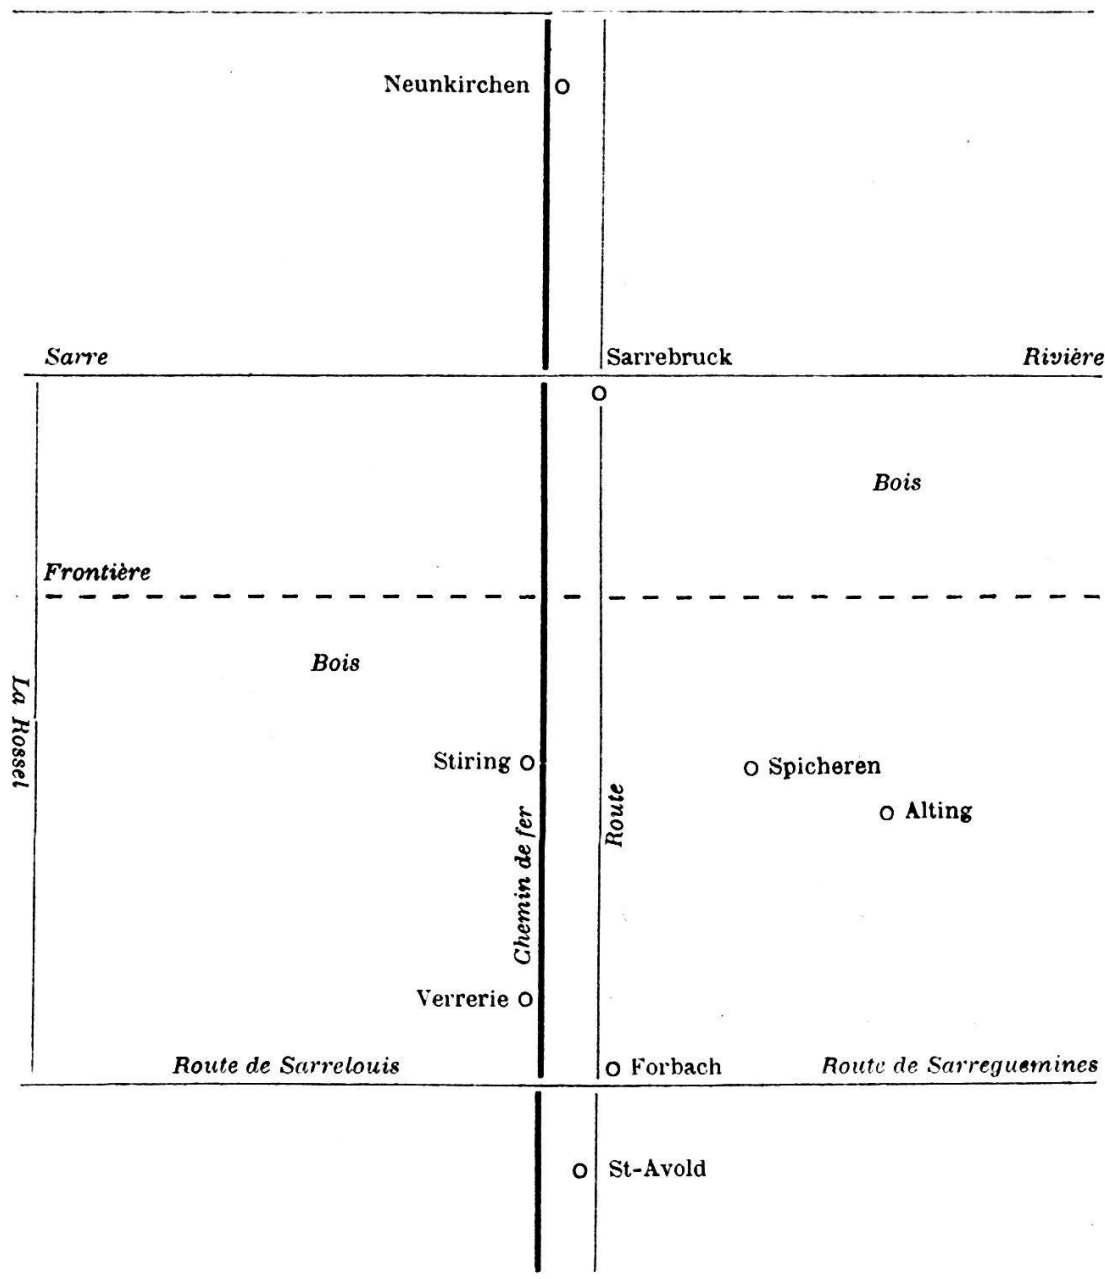 Neunkirchen
Sarre
Sarrebruck
Rivière
Bois
Frontière
Bois
La Rossel
Stiring
Spicheren
Alting
Route
Chemin de fer
Verrerie
Route de Sarrelouis
Forbach
Route de Sarreguemines
St-Avold